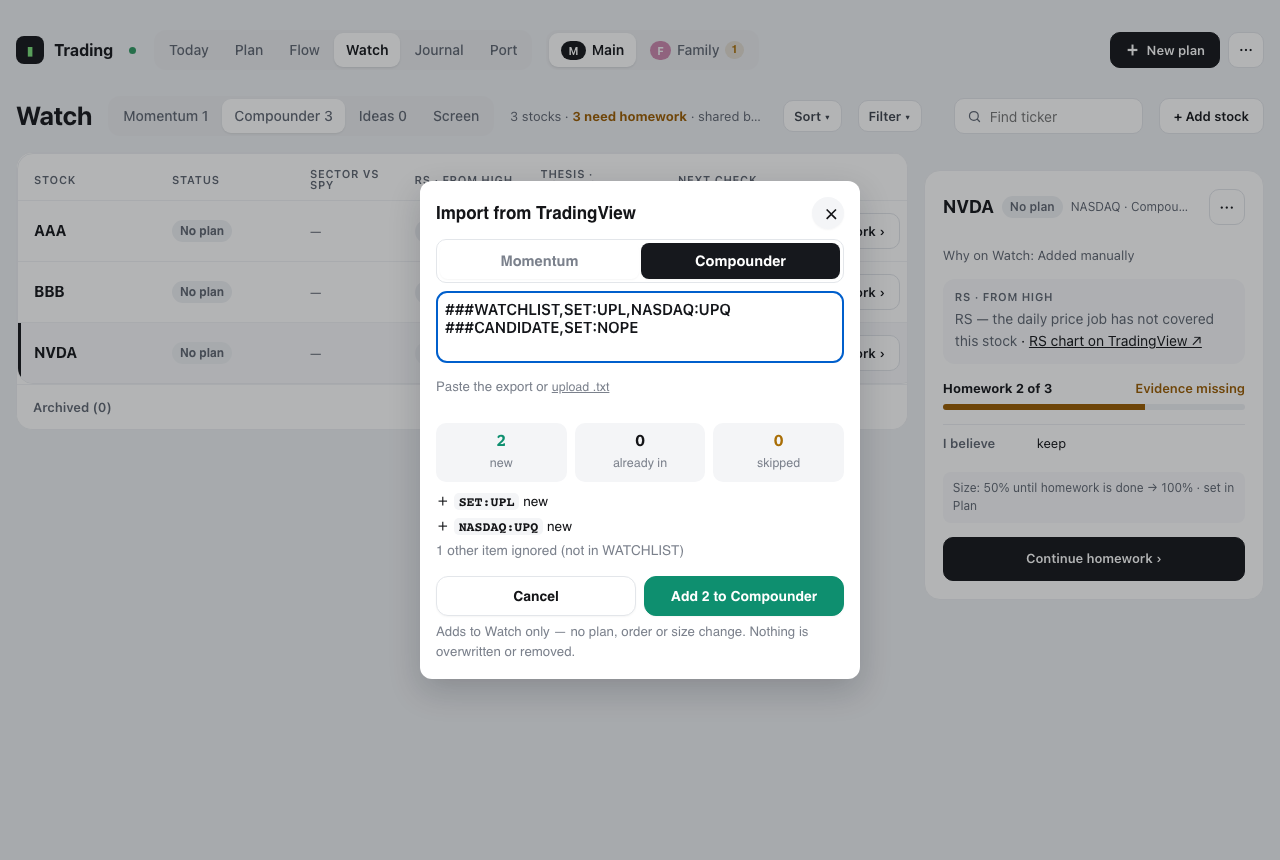 Trading
Today Plan Flow Watch Journal Port
M Main F Family 1
+ New plan
...
Watch
Momentum 1 Compounder 3 Ideas 0 Screen
3 stocks · 3 need homework · shared b...
Sort ▾ Filter ▾
Find ticker
+ Add stock
STOCK STATUS SECTOR VS SPY RS · FROM HIGH THESIS · NEXT CHECK
AAA No plan —
BBB No plan —
NVDA No plan —
Archived (0)
Import from TradingView
×
Momentum Compounder
###WATCHLIST,SET:UPL,NASDAQ:UPQ
###CANDIDATE,SET:NOPE
Paste the export or upload .txt
2 0 0
new already in skipped
+ SET:UPL new
+ NASDAQ:UPQ new
1 other item ignored (not in WATCHLIST)
Cancel Add 2 to Compounder
Adds to Watch only — no plan, order or size change. Nothing is
overwritten or removed.
NVDA No plan NASDAQ · Compou... ...
Why on Watch: Added manually
RS · FROM HIGH
RS — the daily price job has not covered
this stock · RS chart on TradingView ↗
Homework 2 of 3 Evidence missing
I believe keep
Size: 50% until homework is done → 100% · set in
Plan
Continue homework ›